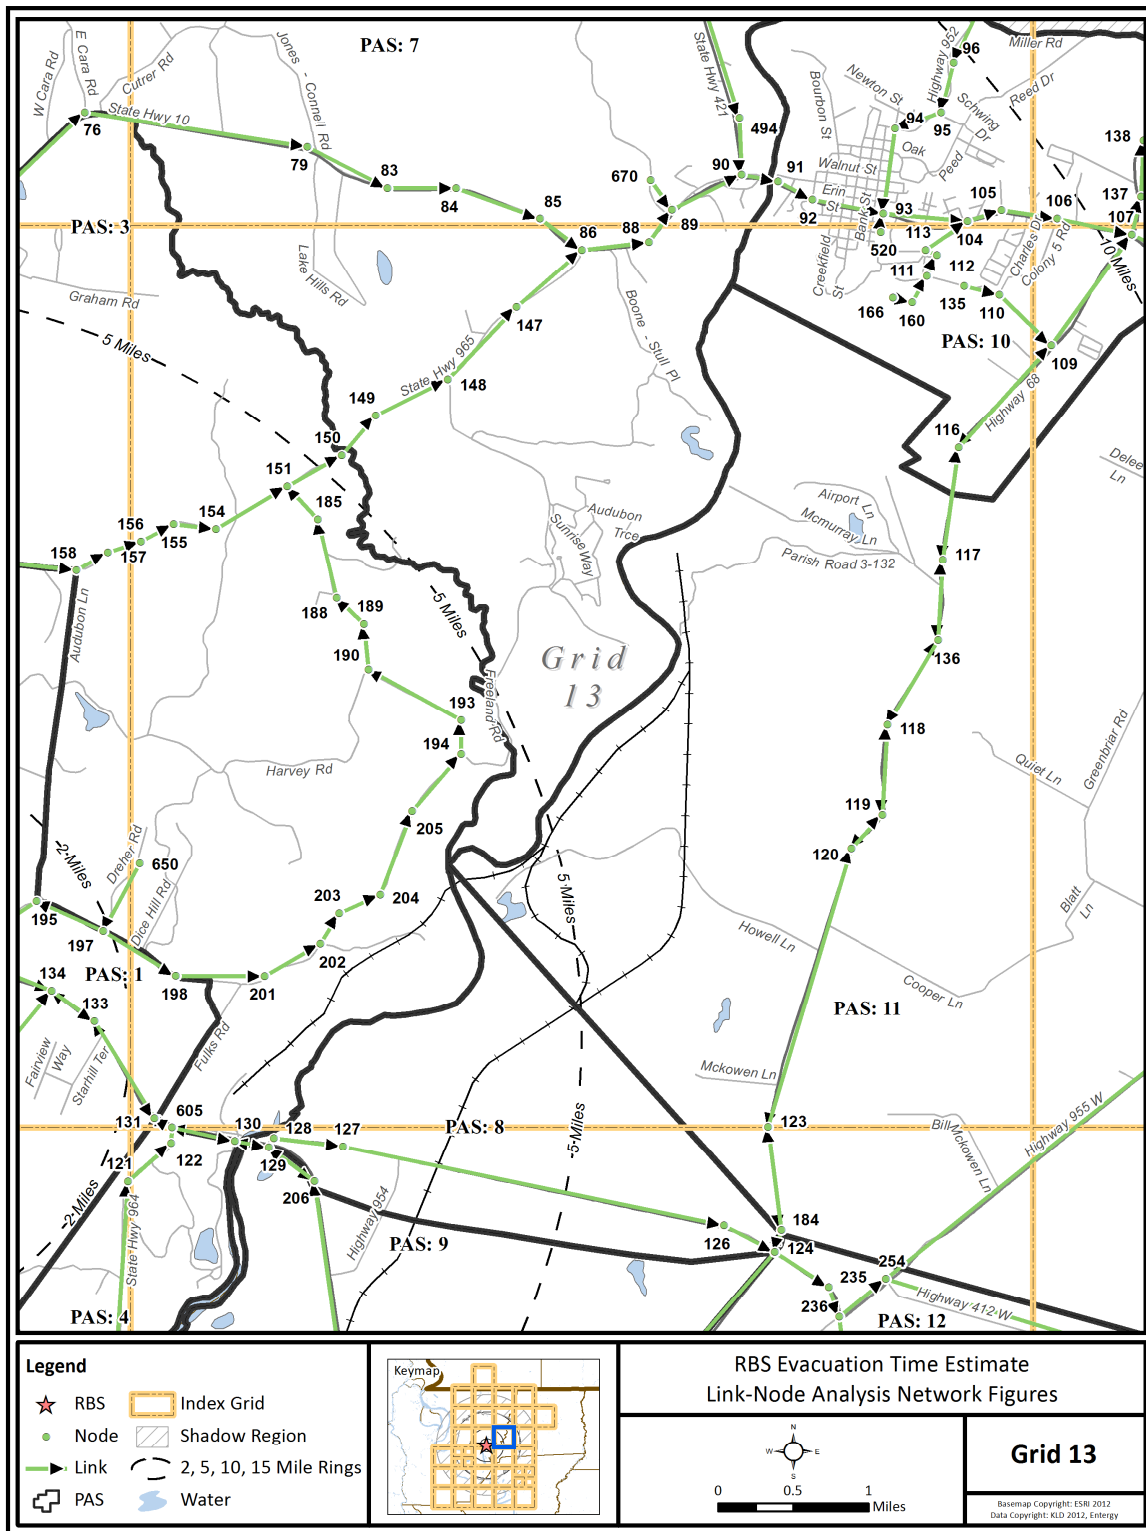 PAS: 7
W Cara Rd
E Cara Rd
Cutrer Rd
Jones - Connell Rd
State Hwy 10
76
79
83
84
85
86
88
89
670
90
494
State Hwy 421
91
92
93
Bourbon St
Newton St
Highway 952
96
Miller Rd
Reed Dr
Schwing Dr
94
95
Oak
Peed
Walnut St
Erin St
Bank St
138
137
105
106
107
104
113
520
Charles Dr
Colony 5 Rd
10 Miles
Creekfield St
111
112
135
110
166
160
PAS: 10
109
PAS: 3
Graham Rd
Lake Hills Rd
5 Miles
147
148
State Hwy 965
Boone - Stull Pl
149
150
151
185
Highway 68
116
Delee Ln
156
154
155
157
158
Audubon Ln
Audubon Trce
Sunrise Way
Airport Ln
Mcmurray Ln
Parish Road 3-132
117
188
189
190
5 Miles
Grid
13
136
193
194
Freeland Rd
118
Harvey Rd
Quiet Ln
Greenbriar Rd
119
120
205
2 Miles
Dreher Rd
650
Dice Hill Rd
203
204
5 Miles
Blatt Ln
195
197
202
Howell Ln
PAS: 1
198
201
Cooper Ln
134
133
PAS: 11
Fairview Way
Starhill Ter
Fulks Rd
Mckowen Ln
Highway 955 W
131
605
130
128
127
PAS: 8
123
Bill Mckowen Ln
121
122
129
206
5 Miles
2 Miles
State Hwy 964
Highway 954
PAS: 9
126
184
124
254
235
236
Highway 412 W
PAS: 4
PAS: 12
Legend
RBS
Index Grid
Node
Shadow Region
Link
2, 5, 10, 15 Mile Rings
PAS
Water
Keymap
RBS Evacuation Time Estimate
Link-Node Analysis Network Figures
N
W E
S
0 0.5 1
Miles
Grid 13
Basemap Copyright: ESRI 2012
Data Copyright: KLD 2012, Entergy